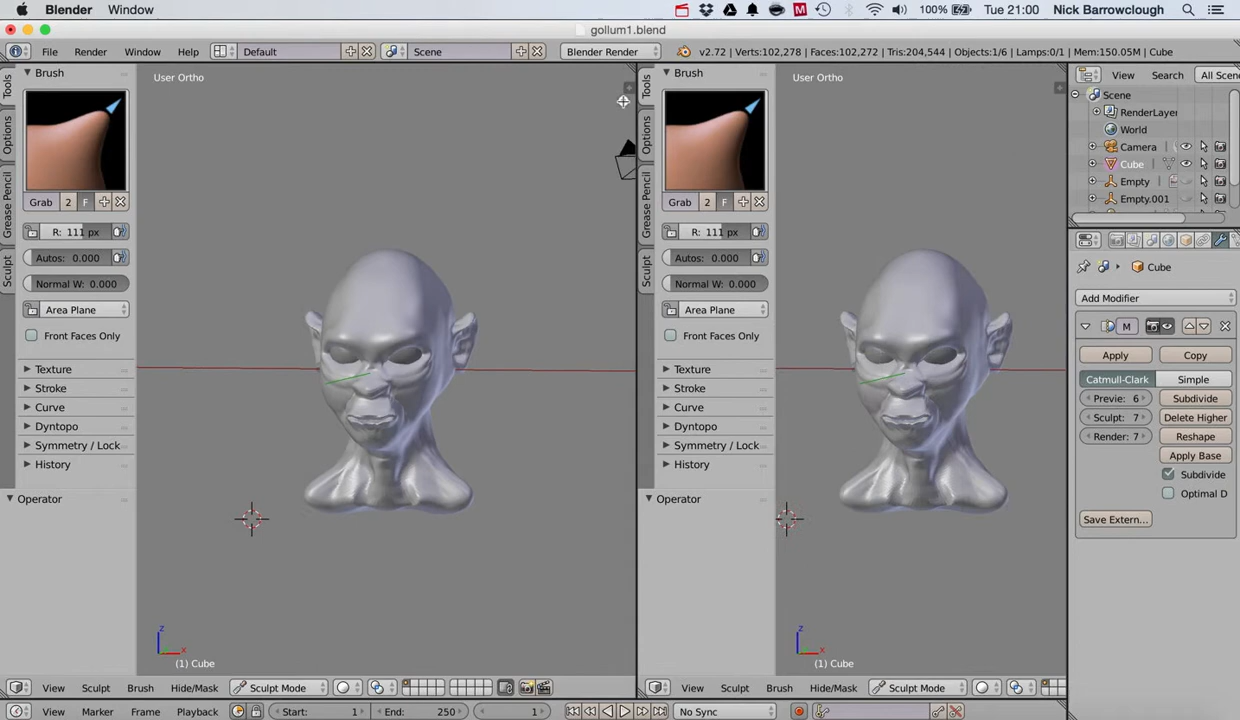 Blender Window 100% Tue 21:00 Nick Barrowclough
gollum1.blend
File Render Window Help Default Scene Blender Render v2.72 | Verts:102,278 | Faces:102,272 | Tris:204,544 | Objects:1/6 | Lamps:0/1 | Mem:150.05M | Cube
Tools
Options
Grease Pencil
Sculpt
Brush
Grab 2 F
R: 111 px
Autos: 0.000
Normal W: 0.000
Area Plane
Front Faces Only
Texture
Stroke
Curve
Dyntopo
Symmetry / Lock
History
Operator
User Ortho
(1) Cube
z
x
View Sculpt Brush Hide/Mask Sculpt Mode
Tools
Options
Grease Pencil
Sculpt
Brush
Grab 2 F
R: 111 px
Autos: 0.000
Normal W: 0.000
Area Plane
Front Faces Only
Texture
Stroke
Curve
Dyntopo
Symmetry / Lock
History
Operator
User Ortho
(1) Cube
z
x
View Sculpt Brush Hide/Mask Sculpt Mode
View Search All Scen
Scene
RenderLayer
World
Camera
Cube
Empty
Empty.001
Cube
Add Modifier
M
Apply Copy
Catmull-Clark Simple
Previe: 6 Subdivide
Sculpt: 7 Delete Higher
Render: 7 Reshape
Apply Base
Subdivide
Optimal D
Save Extern...
View Marker Frame Playback Start: 1 End: 250 1 No Sync